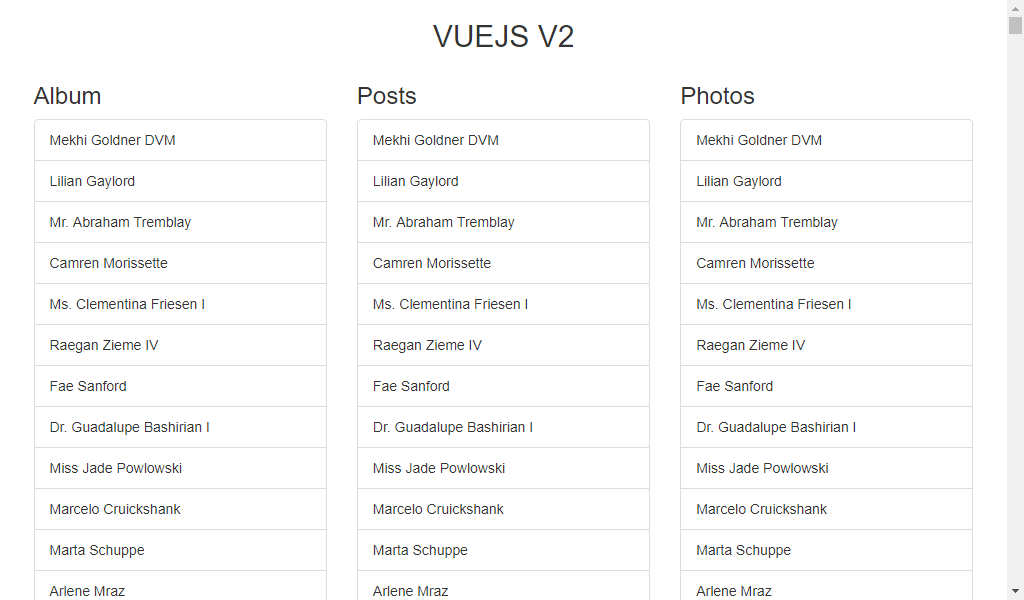 VUEJS V2
Album
Mekhi Goldner DVM
Lilian Gaylord
Mr. Abraham Tremblay
Camren Morissette
Ms. Clementina Friesen I
Raegan Zieme IV
Fae Sanford
Dr. Guadalupe Bashirian I
Miss Jade Powlowski
Marcelo Cruickshank
Marta Schuppe
Arlene Mraz
Posts
Mekhi Goldner DVM
Lilian Gaylord
Mr. Abraham Tremblay
Camren Morissette
Ms. Clementina Friesen I
Raegan Zieme IV
Fae Sanford
Dr. Guadalupe Bashirian I
Miss Jade Powlowski
Marcelo Cruickshank
Marta Schuppe
Arlene Mraz
Photos
Mekhi Goldner DVM
Lilian Gaylord
Mr. Abraham Tremblay
Camren Morissette
Ms. Clementina Friesen I
Raegan Zieme IV
Fae Sanford
Dr. Guadalupe Bashirian I
Miss Jade Powlowski
Marcelo Cruickshank
Marta Schuppe
Arlene Mraz